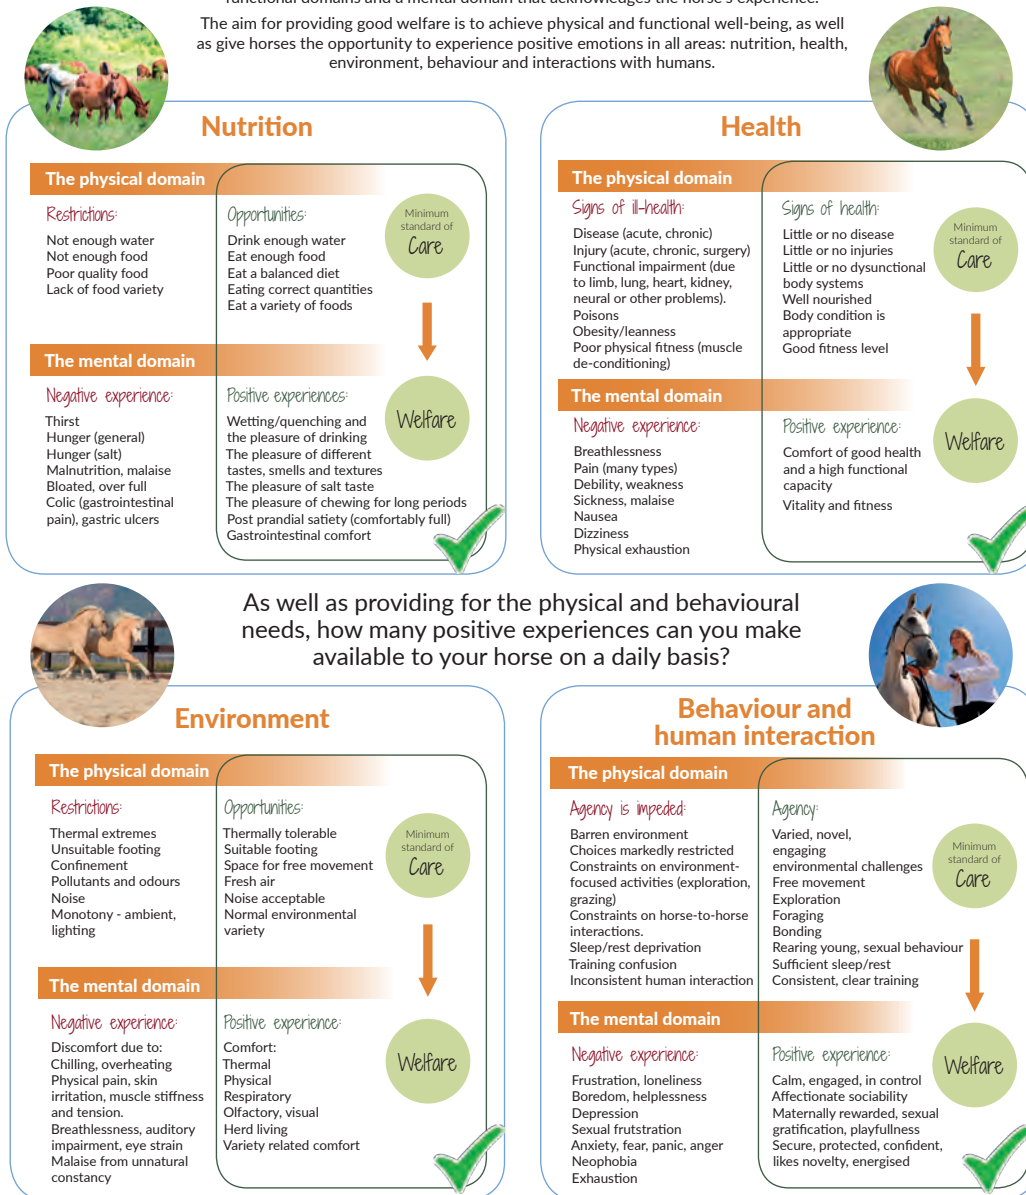 functional domains and a mental domain that acknowledges the horse's experience.
The aim for providing good welfare is to achieve physical and functional well-being, as well
as give horses the opportunity to experience positive emotions in all areas: nutrition, health,
environment, behaviour and interactions with humans.
Nutrition
The physical domain
Restrictions:
Not enough water
Not enough food
Poor quality food
Lack of food variety
Opportunities:
Drink enough water
Eat enough food
Eat a balanced diet
Eating correct quantities
Eat a variety of foods
Minimum
standard of
Care
The mental domain
Negative experience:
Thirst
Hunger (general)
Hunger (salt)
Malnutrition, malaise
Bloated, over full
Colic (gastrointestinal
pain), gastric ulcers
Positive experiences:
Wetting/quenching and
the pleasure of drinking
The pleasure of different
tastes, smells and textures
The pleasure of salt taste
The pleasure of chewing for long periods
Post prandial satiety (comfortably full)
Gastrointestinal comfort
Welfare
Health
The physical domain
Signs of ill-health:
Disease (acute, chronic)
Injury (acute, chronic, surgery)
Functional impairment (due
to limb, lung, heart, kidney,
neural or other problems).
Poisons
Obesity/leanness
Poor physical fitness (muscle
de-conditioning)
Signs of health:
Little or no disease
Little or no injuries
Little or no dysunctional
body systems
Well nourished
Body condition is
appropriate
Good fitness level
Minimum
standard of
Care
The mental domain
Negative experience:
Breathlessness
Pain (many types)
Debility, weakness
Sickness, malaise
Nausea
Dizziness
Physical exhaustion
Positive experience:
Comfort of good health
and a high functional
capacity
Vitality and fitness
Welfare
As well as providing for the physical and behavioural
needs, how many positive experiences can you make
available to your horse on a daily basis?
Environment
The physical domain
Restrictions:
Thermal extremes
Unsuitable footing
Confinement
Pollutants and odours
Noise
Monotony - ambient,
lighting
Opportunities:
Thermally tolerable
Suitable footing
Space for free movement
Fresh air
Noise acceptable
Normal environmental
variety
Minimum
standard of
Care
The mental domain
Negative experience:
Discomfort due to:
Chilling, overheating
Physical pain, skin
irritation, muscle stiffness
and tension.
Breathlessness, auditory
impairment, eye strain
Malaise from unnatural
constancy
Positive experience:
Comfort:
Thermal
Physical
Respiratory
Olfactory, visual
Herd living
Variety related comfort
Welfare
Behaviour and
human interaction
The physical domain
Agency is impeded:
Barren environment
Choices markedly restricted
Constraints on environment-
focused activities (exploration,
grazing)
Constraints on horse-to-horse
interactions.
Sleep/rest deprivation
Training confusion
Inconsistent human interaction
Agency:
Varied, novel,
engaging
environmental challenges
Free movement
Exploration
Foraging
Bonding
Rearing young, sexual behaviour
Sufficient sleep/rest
Consistent, clear training
Minimum
standard of
Care
The mental domain
Negative experience:
Frustration, loneliness
Boredom, helplessness
Depression
Sexual frutstration
Anxiety, fear, panic, anger
Neophobia
Exhaustion
Positive experience:
Calm, engaged, in control
Affectionate sociability
Maternally rewarded, sexual
gratification, playfullness
Secure, protected, confident,
likes novelty, energised
Welfare